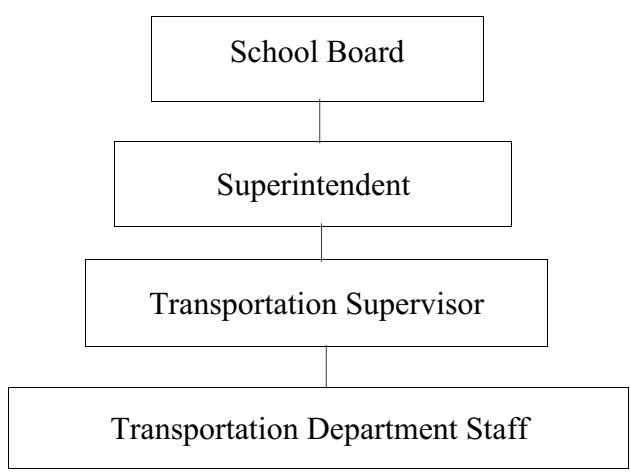 School Board
Superintendent
Transportation Supervisor
Transportation Department Staff